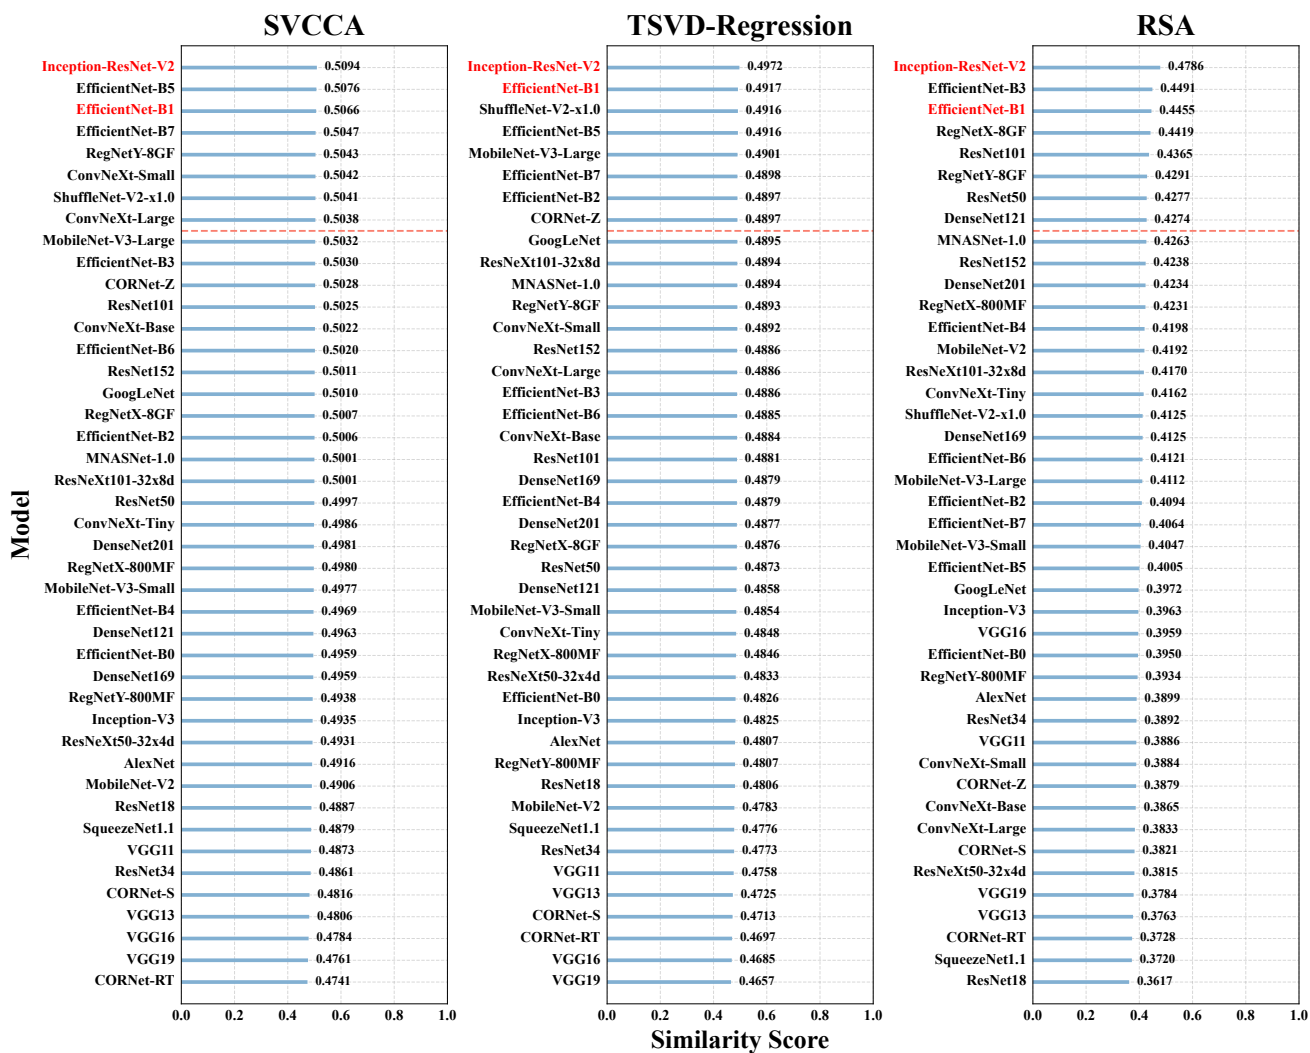 SVCCA
Inception-ResNet-V2 0.5094
EfficientNet-B5 0.5076
EfficientNet-B1 0.5066
EfficientNet-B7 0.5047
RegNetY-8GF 0.5043
ConvNeXt-Small 0.5042
ShuffleNet-V2-x1.0 0.5041
ConvNeXt-Large 0.5038
MobileNet-V3-Large 0.5032
EfficientNet-B3 0.5030
CORNet-Z 0.5028
ResNet101 0.5025
ConvNeXt-Base 0.5022
EfficientNet-B6 0.5020
ResNet152 0.5011
GoogLeNet 0.5010
RegNetX-8GF 0.5007
EfficientNet-B2 0.5006
MNASNet-1.0 0.5001
ResNeXt101-32x8d 0.5001
ResNet50 0.4997
ConvNeXt-Tiny 0.4986
DenseNet201 0.4981
RegNetX-800MF 0.4980
MobileNet-V3-Small 0.4977
EfficientNet-B4 0.4969
DenseNet121 0.4963
EfficientNet-B0 0.4959
DenseNet169 0.4959
RegNetY-800MF 0.4938
Inception-V3 0.4935
ResNeXt50-32x4d 0.4931
AlexNet 0.4916
MobileNet-V2 0.4906
ResNet18 0.4887
SqueezeNet1.1 0.4879
VGG11 0.4873
ResNet34 0.4861
CORNet-S 0.4816
VGG13 0.4806
VGG16 0.4784
VGG19 0.4761
CORNet-RT 0.4741
0.0 0.2 0.4 0.6 0.8 1.0
Model
TSVD-Regression
Inception-ResNet-V2 0.4972
EfficientNet-B1 0.4917
ShuffleNet-V2-x1.0 0.4916
EfficientNet-B5 0.4916
MobileNet-V3-Large 0.4901
EfficientNet-B7 0.4898
EfficientNet-B2 0.4897
CORNet-Z 0.4897
GoogLeNet 0.4895
ResNeXt101-32x8d 0.4894
MNASNet-1.0 0.4894
RegNetY-8GF 0.4893
ConvNeXt-Small 0.4892
ResNet152 0.4886
ConvNeXt-Large 0.4886
EfficientNet-B3 0.4886
EfficientNet-B6 0.4885
ConvNeXt-Base 0.4884
ResNet101 0.4881
DenseNet169 0.4879
EfficientNet-B4 0.4879
DenseNet201 0.4877
RegNetX-8GF 0.4876
ResNet50 0.4873
DenseNet121 0.4858
MobileNet-V3-Small 0.4854
ConvNeXt-Tiny 0.4848
RegNetX-800MF 0.4846
ResNeXt50-32x4d 0.4833
EfficientNet-B0 0.4826
Inception-V3 0.4825
AlexNet 0.4807
RegNetY-800MF 0.4807
ResNet18 0.4806
MobileNet-V2 0.4783
SqueezeNet1.1 0.4776
ResNet34 0.4773
VGG11 0.4758
VGG13 0.4725
CORNet-S 0.4713
CORNet-RT 0.4697
VGG16 0.4685
VGG19 0.4657
0.0 0.2 0.4 0.6 0.8 1.0
Similarity Score
RSA
Inception-ResNet-V2 0.4786
EfficientNet-B3 0.4491
EfficientNet-B1 0.4455
RegNetX-8GF 0.4419
ResNet101 0.4365
RegNetY-8GF 0.4291
ResNet50 0.4277
DenseNet121 0.4274
MNASNet-1.0 0.4263
ResNet152 0.4238
DenseNet201 0.4234
RegNetX-800MF 0.4231
EfficientNet-B4 0.4198
MobileNet-V2 0.4192
ResNeXt101-32x8d 0.4170
ConvNeXt-Tiny 0.4162
ShuffleNet-V2-x1.0 0.4125
DenseNet169 0.4125
EfficientNet-B6 0.4121
MobileNet-V3-Large 0.4112
EfficientNet-B2 0.4094
EfficientNet-B7 0.4064
MobileNet-V3-Small 0.4047
EfficientNet-B5 0.4005
GoogLeNet 0.3972
Inception-V3 0.3963
VGG16 0.3959
EfficientNet-B0 0.3950
RegNetY-800MF 0.3934
AlexNet 0.3899
ResNet34 0.3892
VGG11 0.3886
ConvNeXt-Small 0.3884
CORNet-Z 0.3879
ConvNeXt-Base 0.3865
ConvNeXt-Large 0.3833
CORNet-S 0.3821
ResNeXt50-32x4d 0.3815
VGG19 0.3784
VGG13 0.3763
CORNet-RT 0.3728
SqueezeNet1.1 0.3720
ResNet18 0.3617
0.0 0.2 0.4 0.6 0.8 1.0